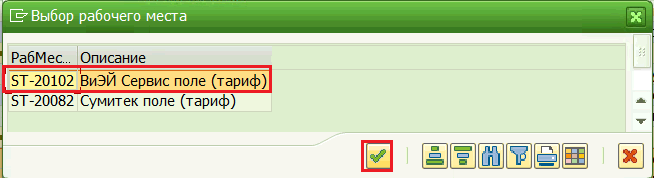 Выбор рабочего места
РабМес... Описание
ST-20102 ВиЭЙ Сервис поле (тариф)
ST-20082 Сумитек поле (тариф)